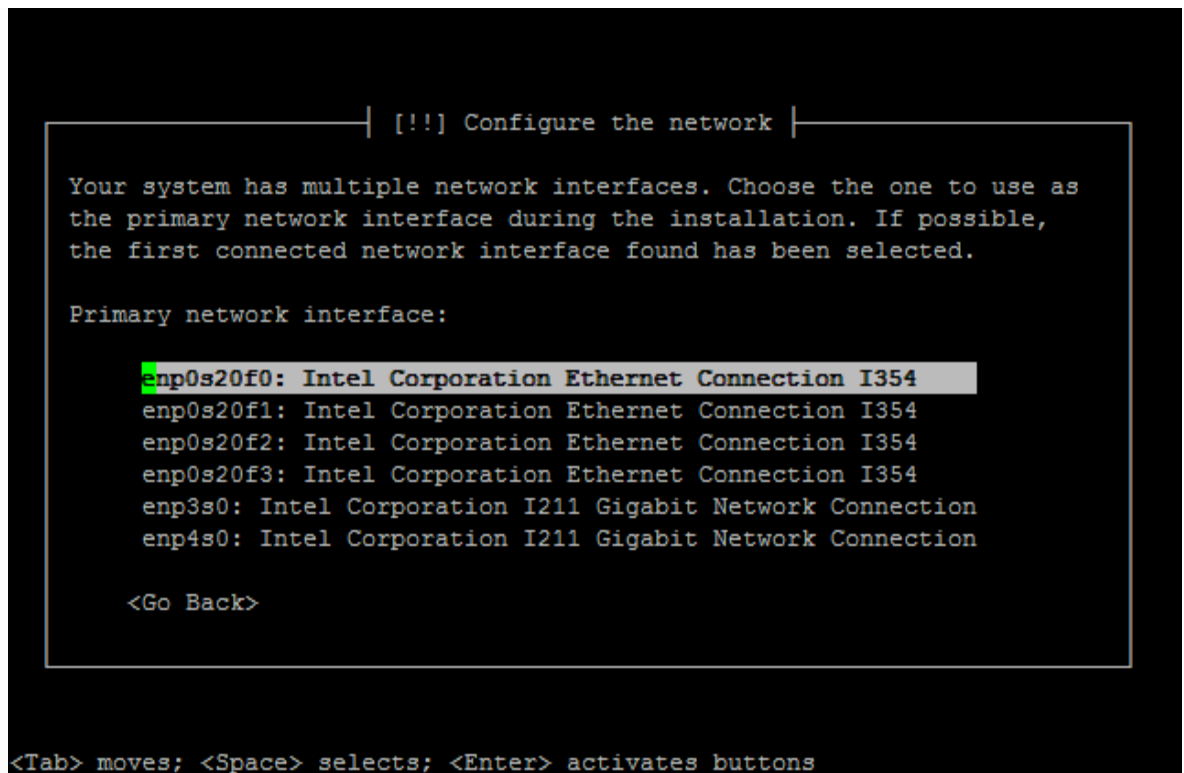 [!!] Configure the network
Your system has multiple network interfaces. Choose the one to use as
the primary network interface during the installation. If possible,
the first connected network interface found has been selected.
Primary network interface:
enp0s20f0: Intel Corporation Ethernet Connection I354
enp0s20f1: Intel Corporation Ethernet Connection I354
enp0s20f2: Intel Corporation Ethernet Connection I354
enp0s20f3: Intel Corporation Ethernet Connection I354
enp3s0: Intel Corporation I211 Gigabit Network Connection
enp4s0: Intel Corporation I211 Gigabit Network Connection
<Go Back>
<Tab> moves; <Space> selects; <Enter> activates buttons